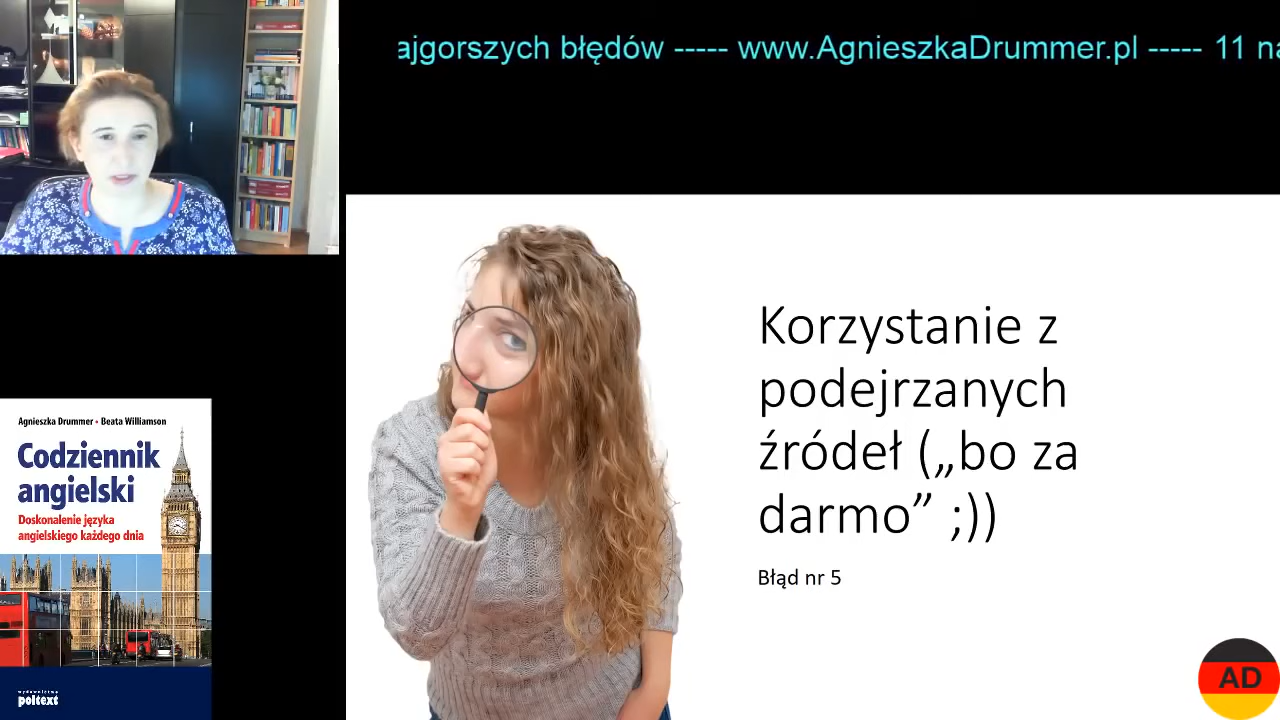 ajgorszych błędów ----- www.AgnieszkaDrummer.pl ----- 11 na
Korzystanie z
podejrzanych
źródeł („bo za
darmo” ;))
Błąd nr 5
Agnieszka Drummer • Beata Williamson
Codziennik
angielski
Doskonalenie języka
angielskiego każdego dnia
wydawnictwo
poltext
AD